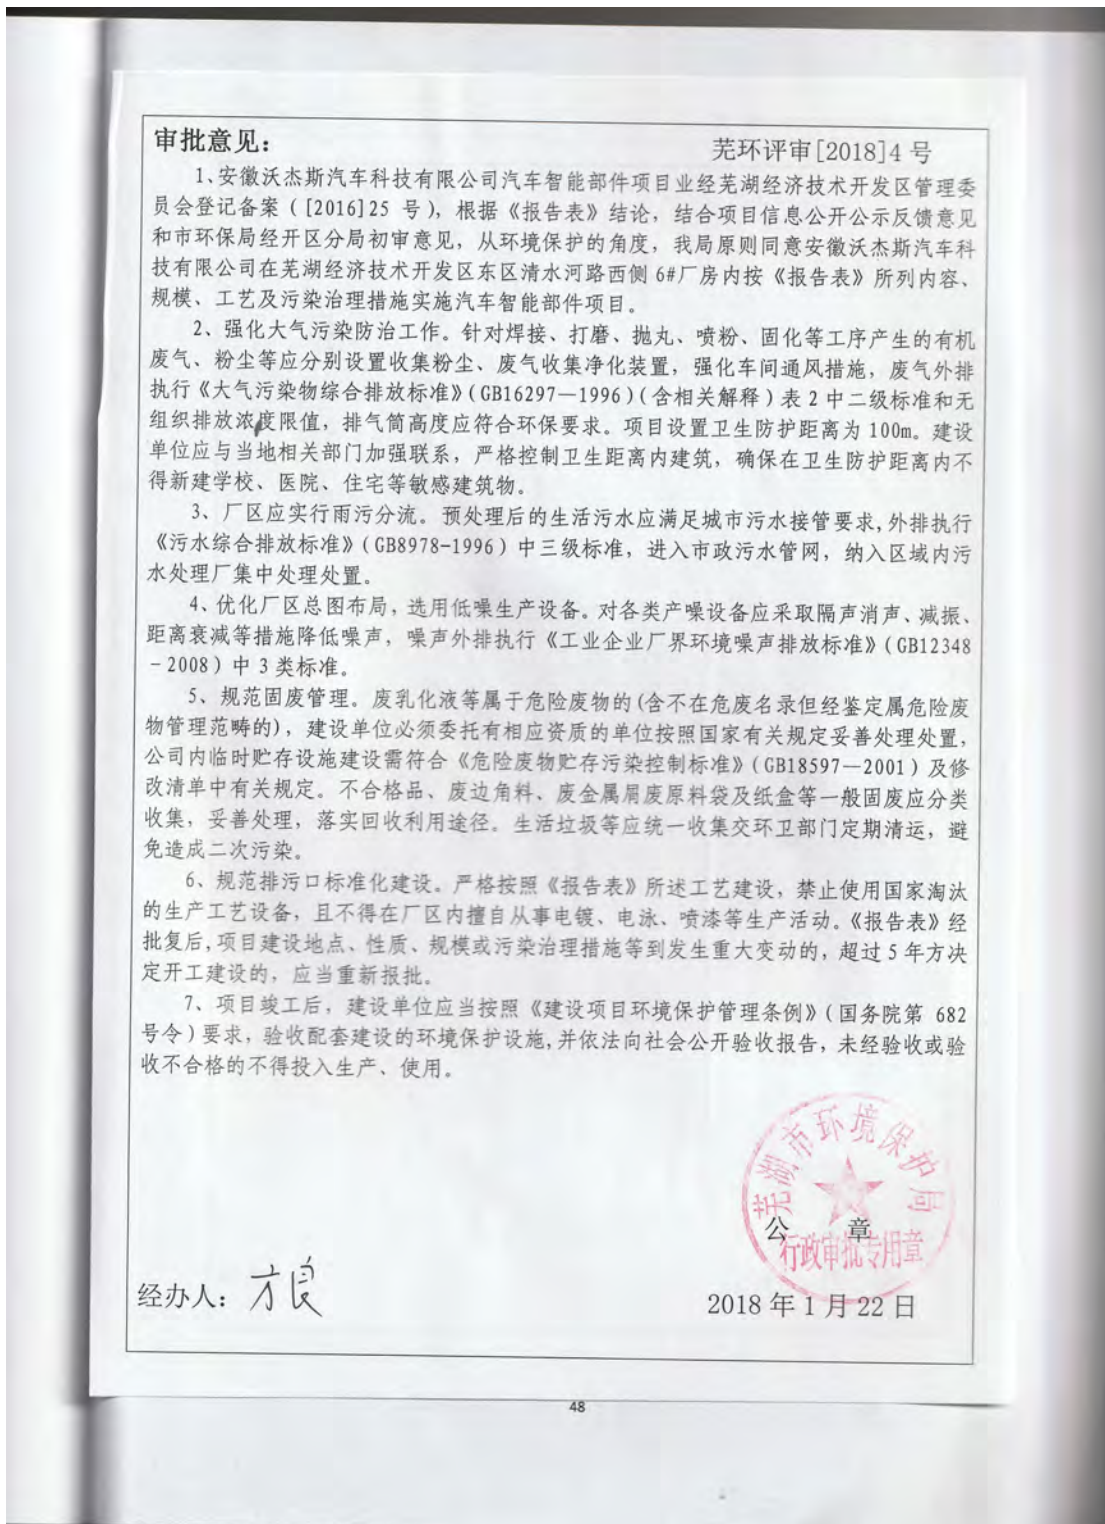 审批意见：
芜环评审[2018]4 号
1、安徽沃杰斯汽车科技有限公司汽车智能部件项目业经芜湖经济技术开发区管理委
员会登记备案（[2016]25 号），根据《报告表》结论，结合项目信息公开公示反馈意见
和市环保局经开区分局初审意见，从环境保护的角度，我局原则同意安徽沃杰斯汽车科
技有限公司在芜湖经济技术开发区东区清水河路西侧 6#厂房内按《报告表》所列内容、
规模、工艺及污染治理措施实施汽车智能部件项目。
2、强化大气污染防治工作。针对焊接、打磨、抛丸、喷粉、固化等工序产生的有机
废气、粉尘等应分别设置收集粉尘、废气收集净化装置，强化车间通风措施，废气外排
执行《大气污染物综合排放标准》（GB16297—1996）（含相关解释）表 2 中二级标准和无
组织排放浓度限值，排气筒高度应符合环保要求。项目设置卫生防护距离为 100m。建设
单位应与当地相关部门加强联系，严格控制卫生距离内建筑，确保在卫生防护距离内不
得新建学校、医院、住宅等敏感建筑物。
3、厂区应实行雨污分流。预处理后的生活污水应满足城市污水接管要求,外排执行
《污水综合排放标准》（GB8978-1996）中三级标准，进入市政污水管网，纳入区域内污
水处理厂集中处理处置。
4、优化厂区总图布局，选用低噪生产设备。对各类产噪设备应采取隔声消声、减振、
距离衰减等措施降低噪声，噪声外排执行《工业企业厂界环境噪声排放标准》（GB12348
-2008）中 3 类标准。
5、规范固废管理。废乳化液等属于危险废物的(含不在危废名录但经鉴定属危险废
物管理范畴的)，建设单位必须委托有相应资质的单位按照国家有关规定妥善处理处置，
公司内临时贮存设施建设需符合《危险废物贮存污染控制标准》（GB18597—2001）及修
改清单中有关规定。不合格品、废边角料、废金属屑废原料袋及纸盒等一般固废应分类
收集，妥善处理，落实回收利用途径。生活垃圾等应统一收集交环卫部门定期清运，避
免造成二次污染。
6、规范排污口标准化建设。严格按照《报告表》所述工艺建设，禁止使用国家淘汰
的生产工艺设备，且不得在厂区内擅自从事电镀、电泳、喷漆等生产活动。《报告表》经
批复后,项目建设地点、性质、规模或污染治理措施等到发生重大变动的，超过 5 年方决
定开工建设的，应当重新报批。
7、项目竣工后，建设单位应当按照《建设项目环境保护管理条例》（国务院第 682
号令）要求，验收配套建设的环境保护设施,并依法向社会公开验收报告，未经验收或验
收不合格的不得投入生产、使用。
芜湖市环境保护局
公 章
行政审批专用章
经办人：方良
2018 年 1 月 22 日
48